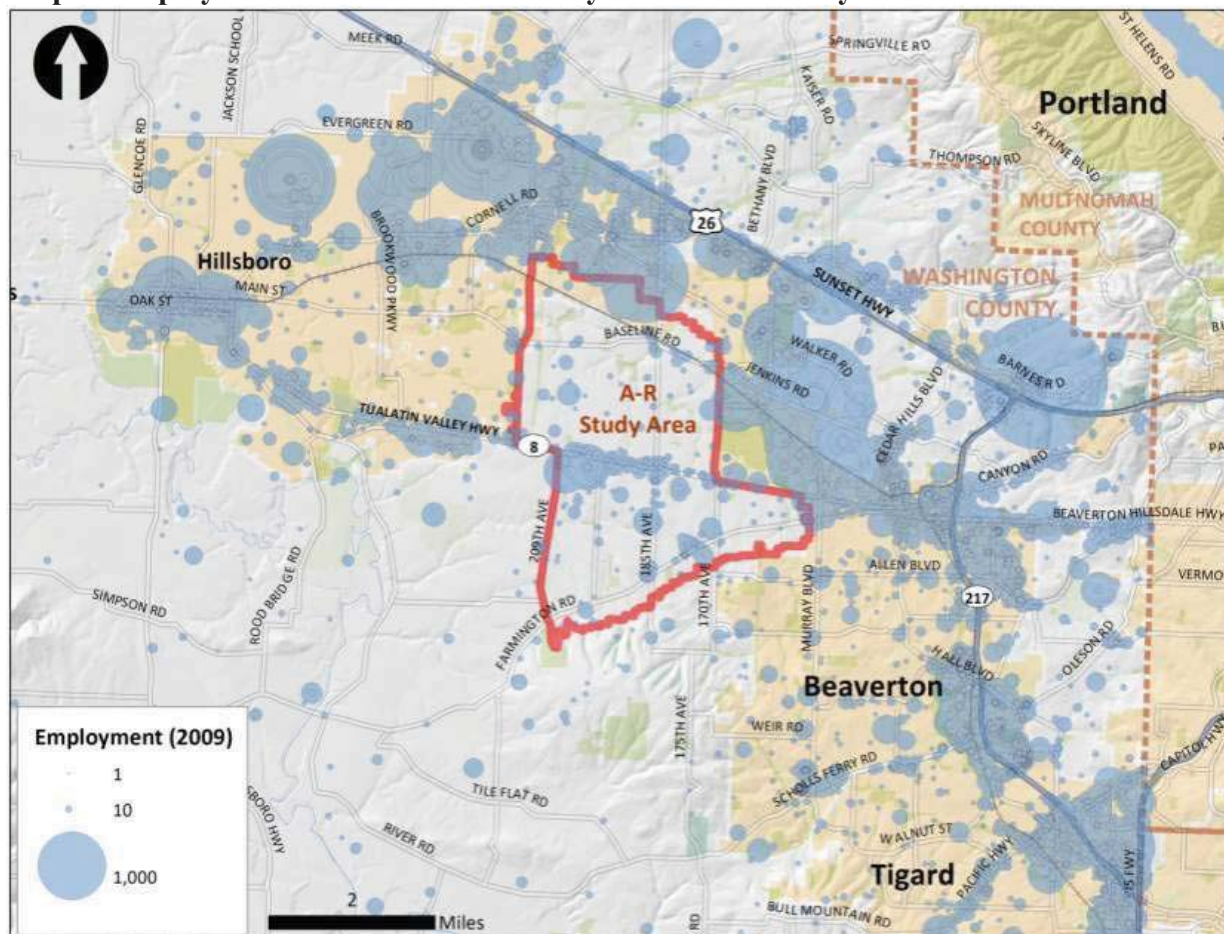 MEEK RD
JACKSON SCHOOL
SPRINGVILLE RD
ST HELENS RD
KAISER RD
Portland
GLENCOE RD
EVERGREEN RD
THOMPSON RD
SKYLINE BLVD
BETHANY BLVD
MULTNOMAH
COUNTY
CORNELL RD
26
BROOKWOOD PKWY
Hillsboro
MAIN ST
OAK ST
SUNSET HWY
WASHINGTON
COUNTY
BASELINE RD
WALKER RD
BARNES RD
JENKINS RD
CEDAR HILLS BLVD
A-R
Study Area
TUALATIN VALLEY HWY
8
CANYON RD
BEAVERTON HILLSDALE HWY
209TH AVE
185TH AVE
170TH AVE
ALLEN BLVD
MURRAY BLVD
217
SIMPSON RD
ROOD BRIDGE RD
FARMINGTON RD
OLESON RD
HALL BLVD
Beaverton
175TH AVE
WEIR RD
SCHOLLS FERRY RD
CAPITOL HWY
TILE FLAT RD
RIVER RD
WALNUT ST
PACIFIC HWY
Tigard
BULL MOUNTAIN RD
Employment (2009)
1
10
1,000
2
Miles